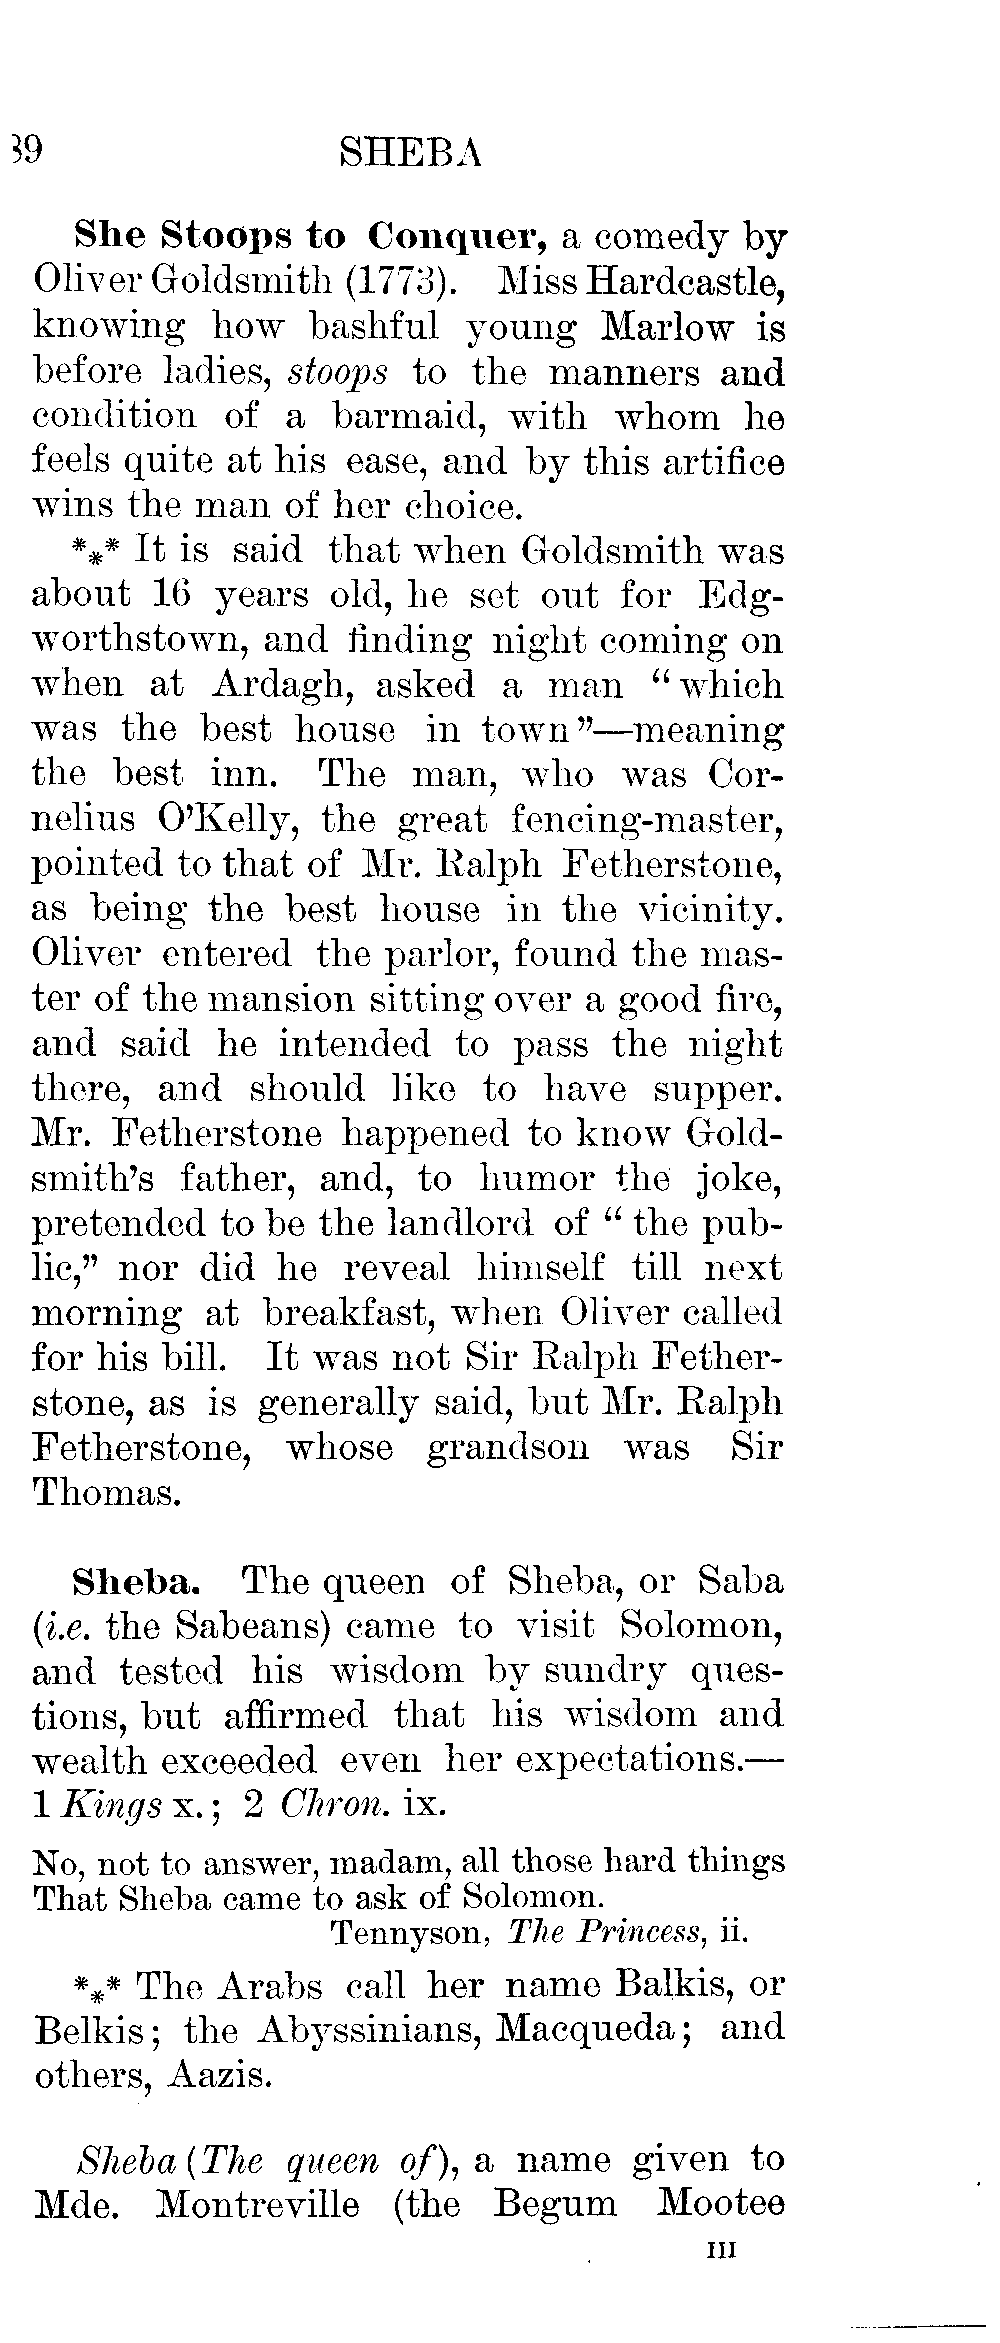 39 SHEBA
She Stoops to Conquer, a comedy by
Oliver Goldsmith (1773). Miss Hardcastle,
knowing how bashful young Marlow is
before ladies, stoops to the manners and
condition of a barmaid, with whom he
feels quite at his ease, and by this artifice
wins the man of her choice.
*** It is said that when Goldsmith was
about 16 years old, he set out for Edg-
worthstown, and finding night coming on
when at Ardagh, asked a man “which
was the best house in town”—meaning
the best inn. The man, who was Cor-
nelius O'Kelly, the great fencing-master,
pointed to that of Mr. Ralph Fetherstone,
as being the best house in the vicinity.
Oliver entered the parlor, found the mas-
ter of the mansion sitting over a good fire,
and said he intended to pass the night
there, and should like to have supper.
Mr. Fetherstone happened to know Gold-
smith's father, and, to humor the joke,
pretended to be the landlord of “the pub-
lic,” nor did he reveal himself till next
morning at breakfast, when Oliver called
for his bill. It was not Sir Ralph Fether-
stone, as is generally said, but Mr. Ralph
Fetherstone, whose grandson was Sir
Thomas.
Sheba. The queen of Sheba, or Saba
(i.e. the Sabeans) came to visit Solomon,
and tested his wisdom by sundry ques-
tions, but affirmed that his wisdom and
wealth exceeded even her expectations.—
1 Kings x.; 2 Chron. ix.
No, not to answer, madam, all those hard things
That Sheba came to ask of Solomon.
Tennyson, The Princess, ii.
*** The Arabs call her name Balkis, or
Belkis; the Abyssinians, Macqueda; and
others, Aazis.
Sheba (The queen of), a name given to
Mde. Montreville (the Begum Mootee
III